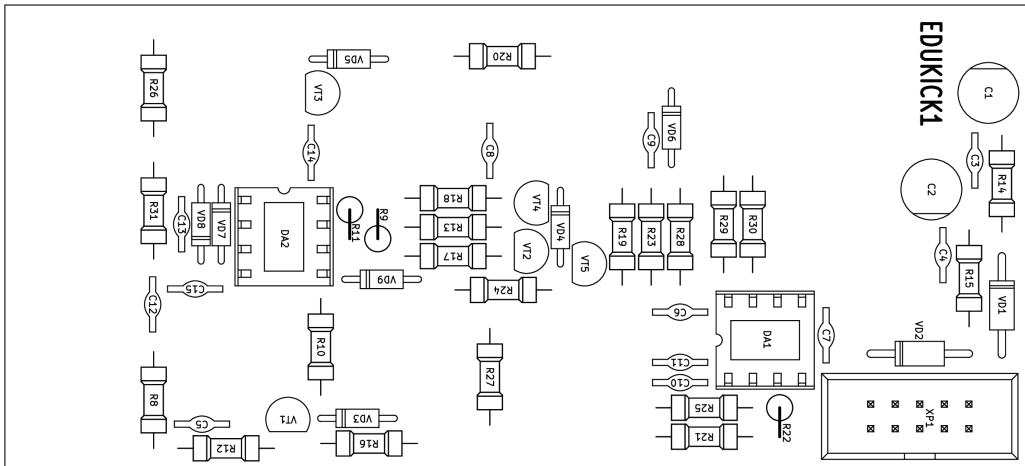 EDUKICK1
VD5
R20
R26
VT3
C1
VD6
C9
C14
C8
C3
R14
R31
C13
VD8
VD7
DA2
R11
R9
R18
R13
R17
VT4
VT2
VD4
VT5
R19
R23
R28
R29
R30
C2
C4
R15
VD1
VD9
R24
C15
C12
C6
DA1
C7
VD2
R10
R27
C11
C10
R8
C5
R12
VT1
VD3
R16
R25
R21
R22
XP1